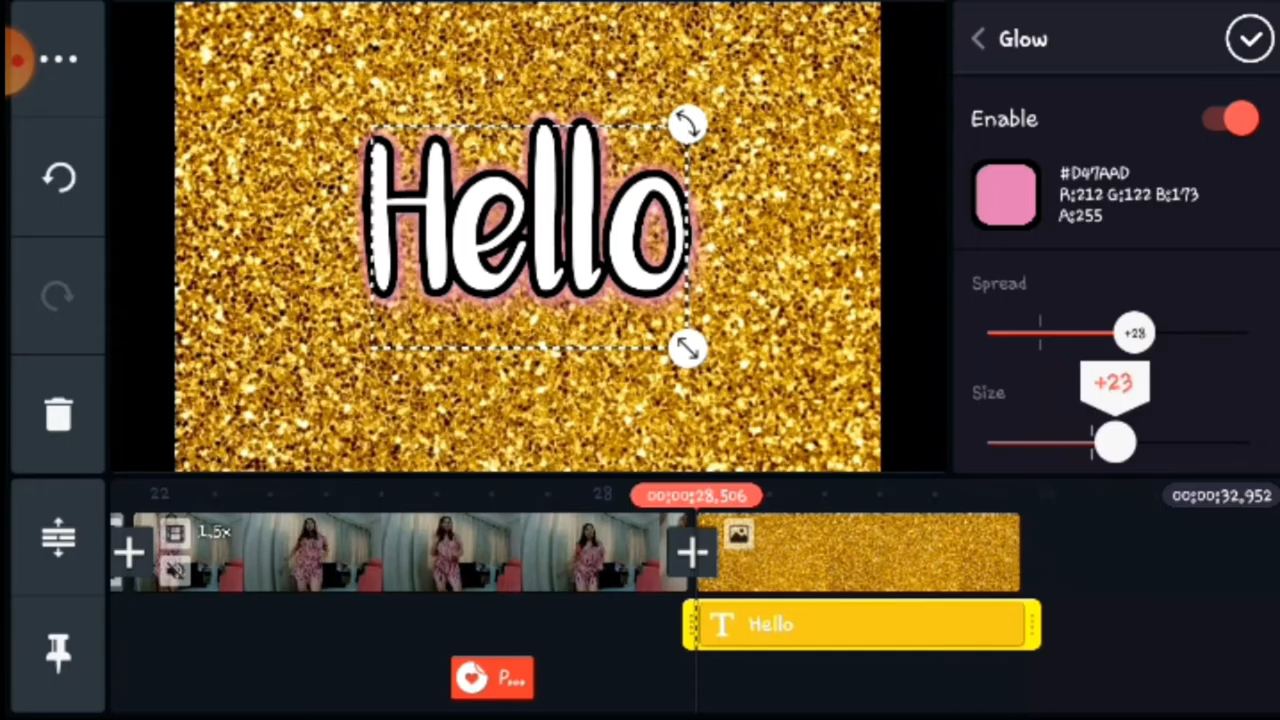 Glow
Enable
#D47AAD
R:212 G:122 B:173
A:255
Hello
Spread
+23
+23
Size
22
28
00:00:28,506
00:00:32,952
1.5x
T Hello
P...